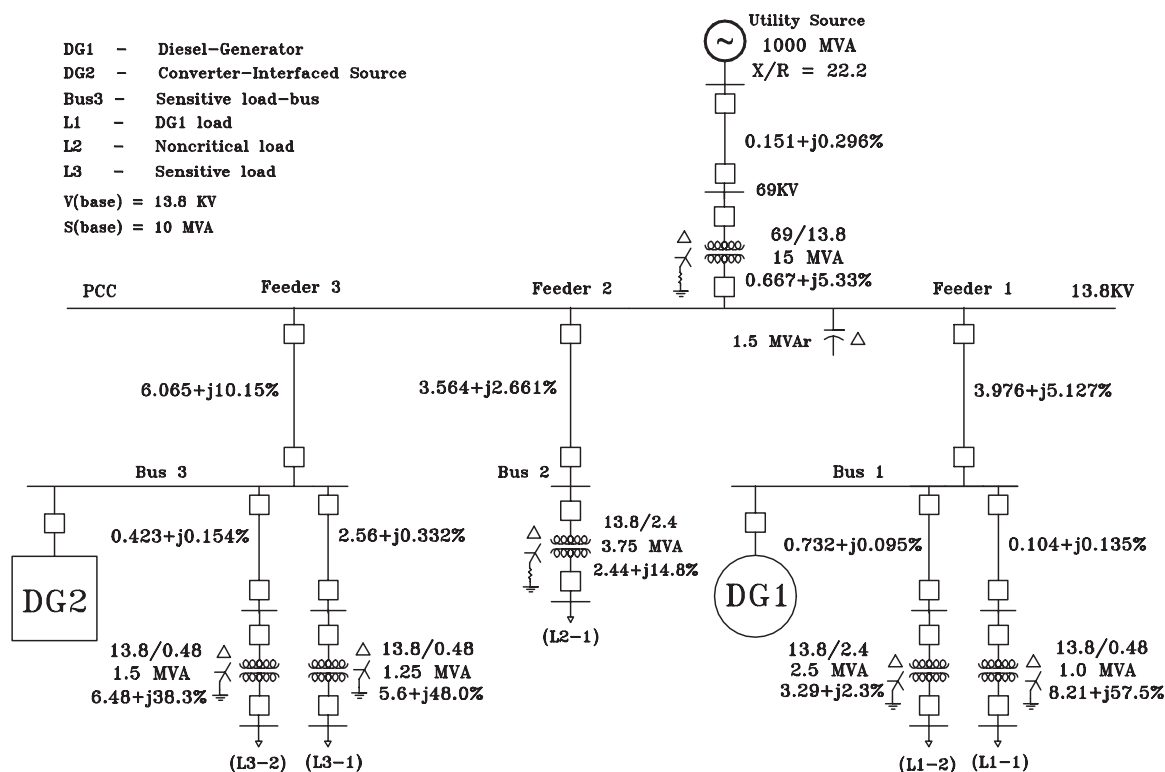 DG1 – Diesel–Generator
DG2 – Converter–Interfaced Source
Bus3 – Sensitive load–bus
L1 – DG1 load
L2 – Noncritical load
L3 – Sensitive load
V(base) = 13.8 KV
S(base) = 10 MVA
Utility Source
~
1000 MVA
X/R = 22.2
0.151+j0.296%
69KV
69/13.8
15 MVA
0.667+j5.33%
PCC
Feeder 3
Feeder 2
Feeder 1
13.8KV
1.5 MVAr
6.065+j10.15%
3.564+j2.661%
3.976+j5.127%
Bus 3
Bus 2
Bus 1
0.423+j0.154%
2.56+j0.332%
13.8/2.4
3.75 MVA
2.44+j14.8%
0.732+j0.095%
0.104+j0.135%
DG2
DG1
(L2-1)
13.8/0.48
1.5 MVA
6.48+j38.3%
13.8/0.48
1.25 MVA
5.6+j48.0%
13.8/2.4
2.5 MVA
3.29+j2.3%
13.8/0.48
1.0 MVA
8.21+j57.5%
(L3-2)
(L3-1)
(L1-2)
(L1-1)